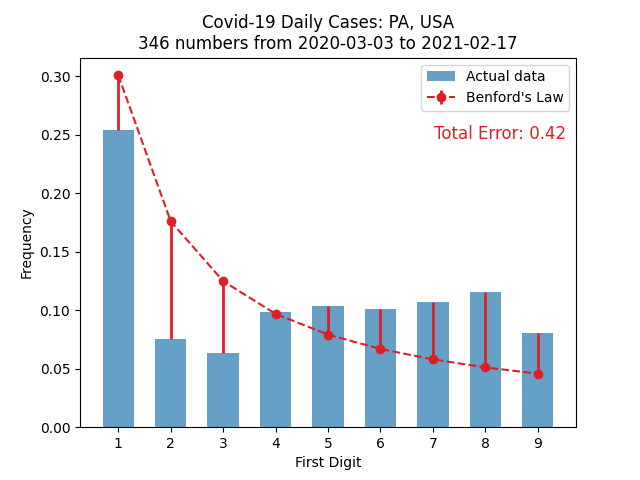 Covid-19 Daily Cases: PA, USA
346 numbers from 2020-03-03 to 2021-02-17
Actual data
Benford's Law
Total Error: 0.42
0.30
0.25
0.20
0.15
0.10
0.05
0.00
Frequency
1 2 3 4 5 6 7 8 9
First Digit